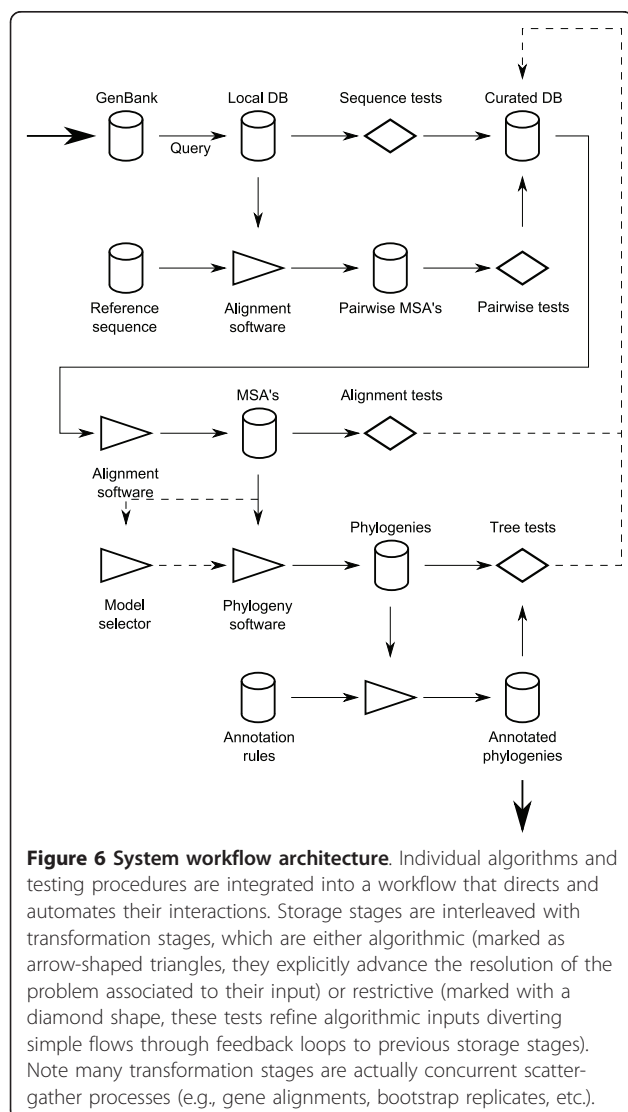 GenBank
Local DB
Sequence tests
Curated DB
Query
Reference
sequence
Alignment
software
Pairwise MSA's
Pairwise tests
MSA's
Alignment tests
Alignment
software
Phylogenies
Tree tests
Model
selector
Phylogeny
software
Annotation
rules
Annotated
phylogenies
Figure 6 System workflow architecture. Individual algorithms and
testing procedures are integrated into a workflow that directs and
automates their interactions. Storage stages are interleaved with
transformation stages, which are either algorithmic (marked as
arrow-shaped triangles, they explicitly advance the resolution of the
problem associated to their input) or restrictive (marked with a
diamond shape, these tests refine algorithmic inputs diverting
simple flows through feedback loops to previous storage stages).
Note many transformation stages are actually concurrent scatter-
gather processes (e.g., gene alignments, bootstrap replicates, etc.).